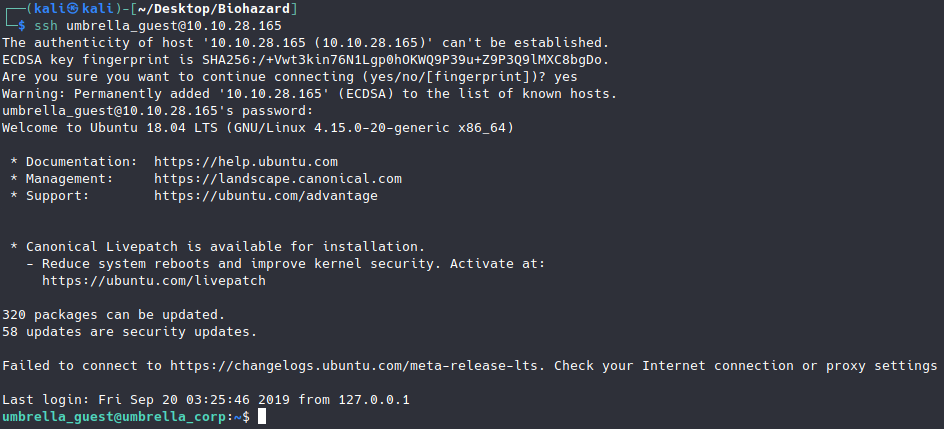 ┌──(kali㉿kali)-[~/Desktop/Biohazard]
└─$ ssh umbrella_guest@10.10.28.165
The authenticity of host '10.10.28.165 (10.10.28.165)' can't be established.
ECDSA key fingerprint is SHA256:/+Vwt3kin76N1Lgp0hOKWQ9P39u+Z9P3Q9lMXC8bgDo.
Are you sure you want to continue connecting (yes/no/[fingerprint])? yes
Warning: Permanently added '10.10.28.165' (ECDSA) to the list of known hosts.
umbrella_guest@10.10.28.165's password:
Welcome to Ubuntu 18.04 LTS (GNU/Linux 4.15.0-20-generic x86_64)
* Documentation:  https://help.ubuntu.com
* Management:     https://landscape.canonical.com
* Support:        https://ubuntu.com/advantage
* Canonical Livepatch is available for installation.
- Reduce system reboots and improve kernel security. Activate at:
https://ubuntu.com/livepatch
320 packages can be updated.
58 updates are security updates.
Failed to connect to https://changelogs.ubuntu.com/meta-release-lts. Check your Internet connection or proxy settings
Last login: Fri Sep 20 03:25:46 2019 from 127.0.0.1
umbrella_guest@umbrella_corp:~$